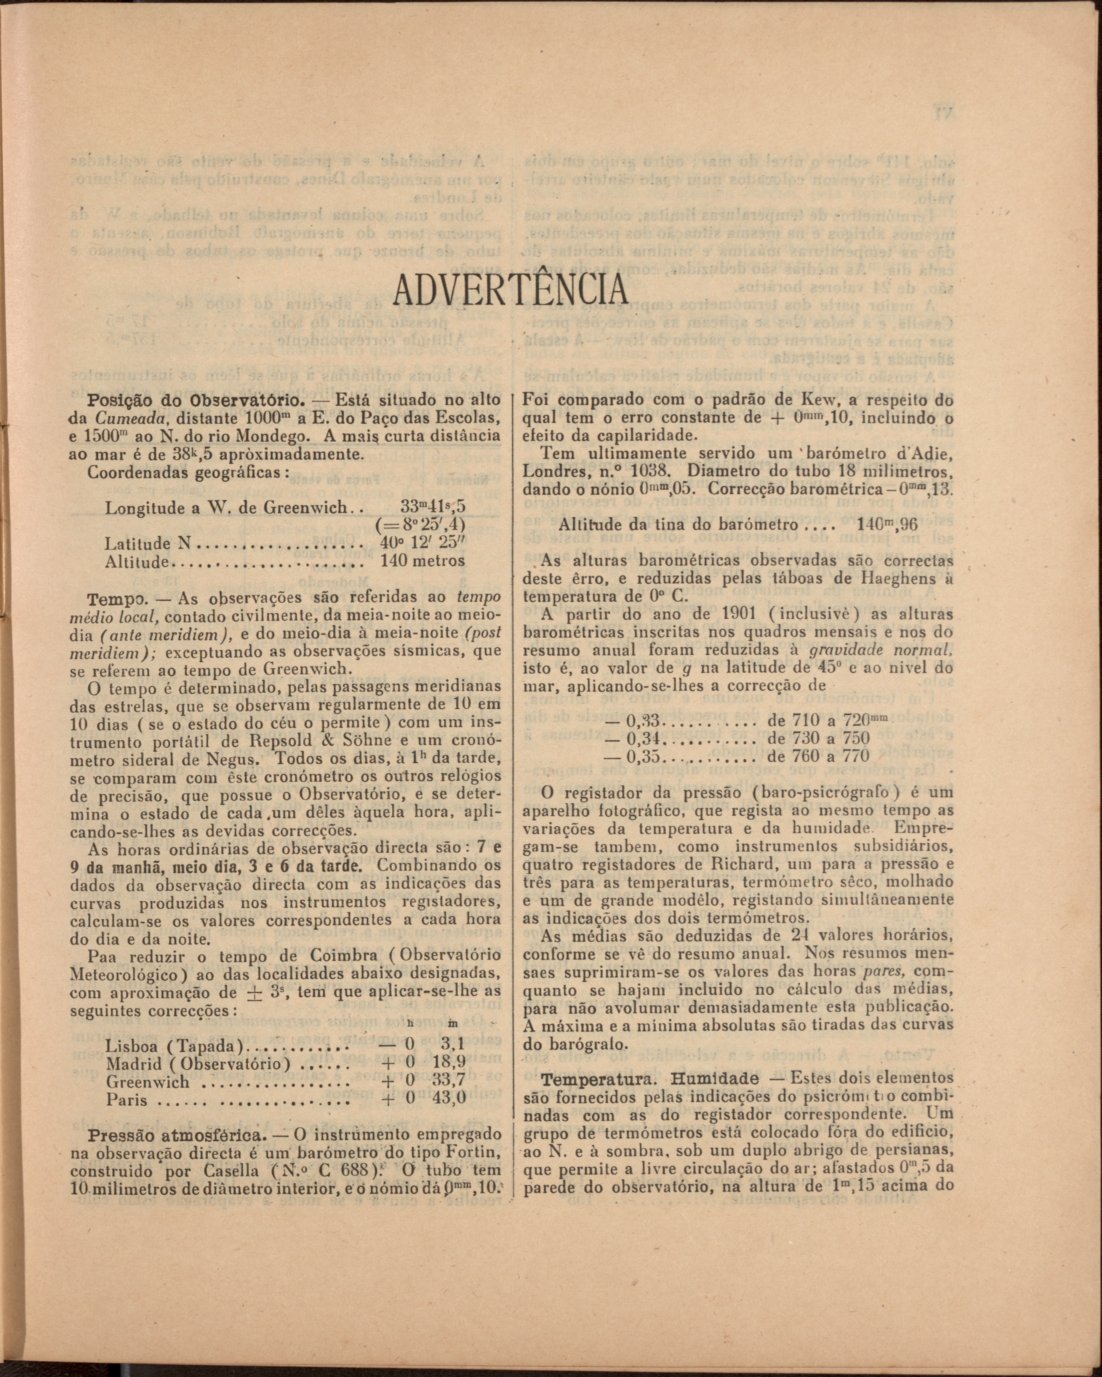 ADVERTÊNCIA
Posição do Observatório. — Está situado no alto
da Cumeada, distante 1000ᵐ a E. do Paço das Escolas,
e 1500ᵐ ao N. do rio Mondego. A mais curta distância
ao mar é de 38ᵏ,5 apròximadamente.
Coordenadas geográficas :
Longitude a W. de Greenwich . . 33ᵐ41ˢ,5
(= 8º 25′,4)
Latitude N . . . . . . . . . . . . . . . . . . . 40º 12′ 25″
Altitude . . . . . . . . . . . . . . . . . . . . . . 140 metros
Tempo. — As observações são referidas ao tempo
médio local, contado civilmente, da meia-noite ao meio-
dia (ante meridiem), e do meio-dia à meia-noite (post
meridiem); exceptuando as observações sísmicas, que
se referem ao tempo de Greenwich.
O tempo é determinado, pelas passagens meridianas
das estrelas, que se observam regularmente de 10 em
10 dias ( se o estado do céu o permite ) com um ins-
trumento portátil de Repsold & Söhne e um cronó-
metro sideral de Negus. Todos os dias, à 1ʰ da tarde,
se comparam com êste cronómetro os outros relógios
de precisão, que possue o Observatório, e se deter-
mina o estado de cada um dêles àquela hora, apli-
cando-se-lhes as devidas correcções.
As horas ordinárias de observação directa são : 7 e
9 da manhã, meio dia, 3 e 6 da tarde. Combinando os
dados da observação directa com as indicações das
curvas produzidas nos instrumentos registadores,
calculam-se os valores correspondentes a cada hora
do dia e da noite.
Paa reduzir o tempo de Coimbra ( Observatório
Meteorológico ) ao das localidades abaixo designadas,
com aproximação de ± 3ˢ, tem que aplicar-se-lhe as
seguintes correcções :
h m
Lisboa ( Tapada ) . . . . . . . . . . . . — 0 3,1
Madrid ( Observatório ) . . . . . . + 0 18,9
Greenwich . . . . . . . . . . . . . . . . . + 0 33,7
Paris . . . . . . . . . . . . . . . . . . . . + 0 43,0
Pressão atmosférica. — O instrumento empregado
na observação directa é um barómetro do tipo Fortin,
construido por Casella ( N.º C 688 ). O tubo tem
10 milimetros de diâmetro interior, e o nómio dá 0ᵐᵐ,10.
Foi comparado com o padrão de Kew, a respeito do
qual tem o erro constante de + 0ᵐᵐ,10, incluindo o
efeito da capilaridade.
Tem ultimamente servido um barómetro d'Adie,
Londres, n.º 1038. Diametro do tubo 18 milimetros,
dando o nónio 0ᵐᵐ,05. Correcção barométrica – 0ᵐᵐ,13.
Altitude da tina do barómetro . . . . 140ᵐ,96
As alturas barométricas observadas são correctas
deste êrro, e reduzidas pelas táboas de Haeghens à
temperatura de 0º C.
A partir do ano de 1901 ( inclusivè ) as alturas
barométricas inscritas nos quadros mensais e nos do
resumo anual foram reduzidas à gravidade normal,
isto é, ao valor de g na latitude de 45º e ao nivel do
mar, aplicando-se-lhes a correcção de
— 0,33 . . . . . . . . . . . de 710 a 720ᵐᵐ
— 0,34 . . . . . . . . . . . de 730 a 750
— 0,35 . . . . . . . . . . . de 760 a 770
O registador da pressão ( baro-psicrógrafo ) é um
aparelho fotográfico, que regista ao mesmo tempo as
variações da temperatura e da humidade. Empre-
gam-se tambem, como instrumentos subsidiários,
quatro registadores de Richard, um para a pressão e
três para as temperaturas, termómetro sêco, molhado
e um de grande modêlo, registando simultâneamente
as indicações dos dois termómetros.
As médias são deduzidas de 24 valores horários,
conforme se vê do resumo anual. Nos resumos men-
saes suprimiram-se os valores das horas pares, com-
quanto se hajam incluido no cálculo das médias,
para não avolumar demasiadamente esta publicação.
A máxima e a minima absolutas são tiradas das curvas
do barógrafo.
Temperatura. Humidade — Estes dois elementos
são fornecidos pelas indicações do psicrómetro combi-
nadas com as do registador correspondente. Um
grupo de termómetros está colocado fóra do edificio,
ao N. e à sombra, sob um duplo abrigo de persianas,
que permite a livre circulação do ar ; afastados 0ᵐ,5 da
parede do observatório, na altura de 1ᵐ,15 acima do